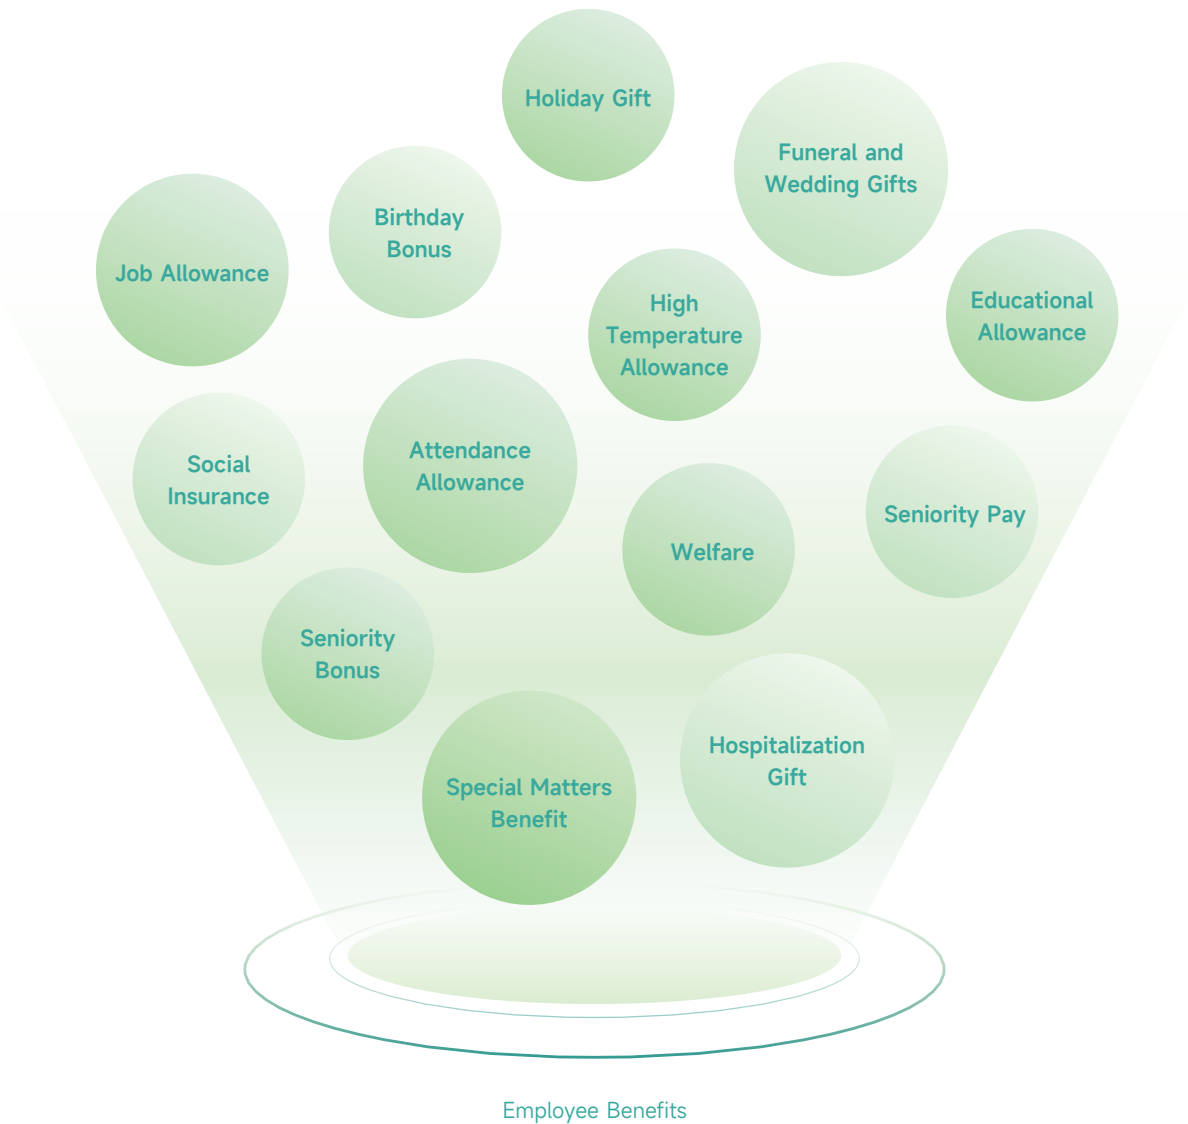 Holiday Gift
Funeral and
Wedding Gifts
Birthday
Bonus
Job Allowance
High
Temperature
Allowance
Educational
Allowance
Social
Insurance
Attendance
Allowance
Seniority Pay
Welfare
Seniority
Bonus
Hospitalization
Gift
Special Matters
Benefit
Employee Benefits